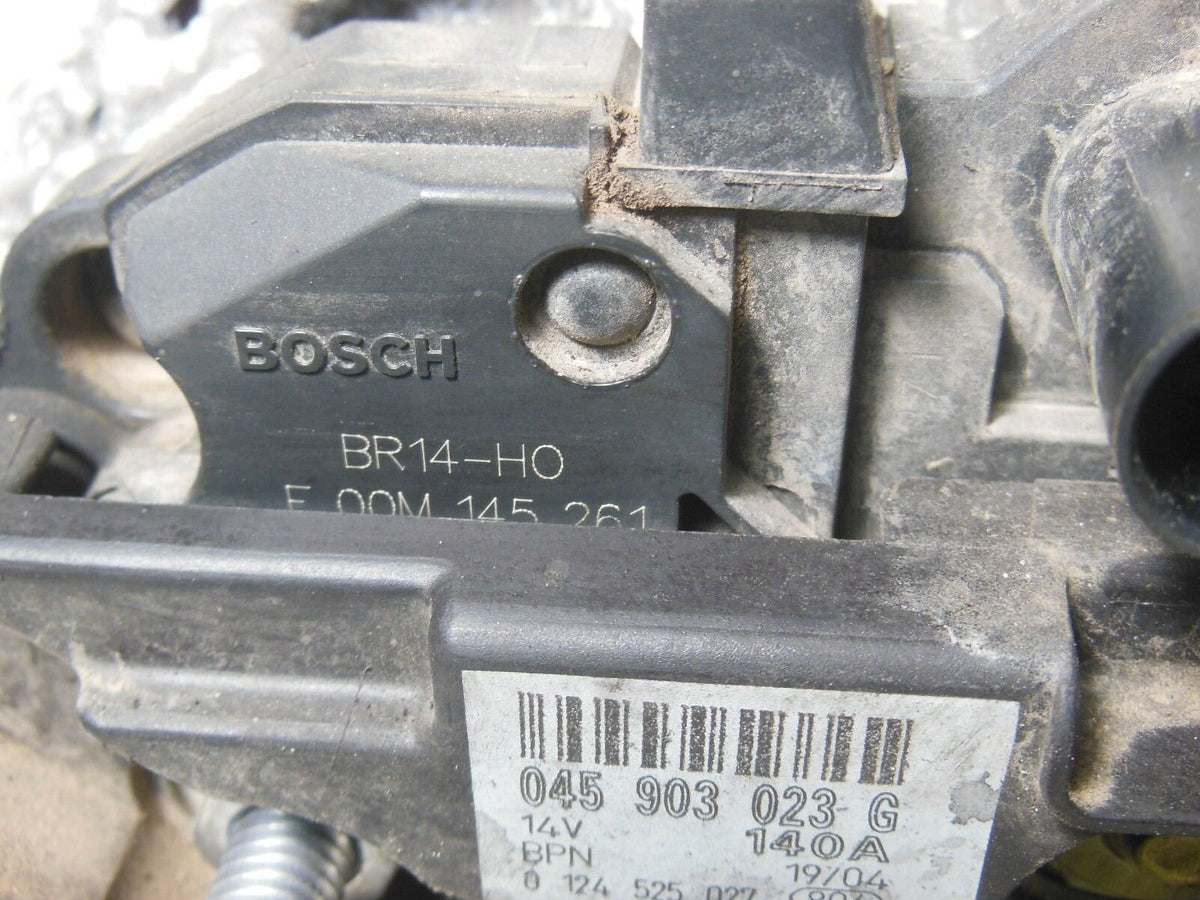 BOSCH
BR14-HO
F 00M 145 261
045 903 023 G
14V 140A
BPN 19/04
0 124 525 027